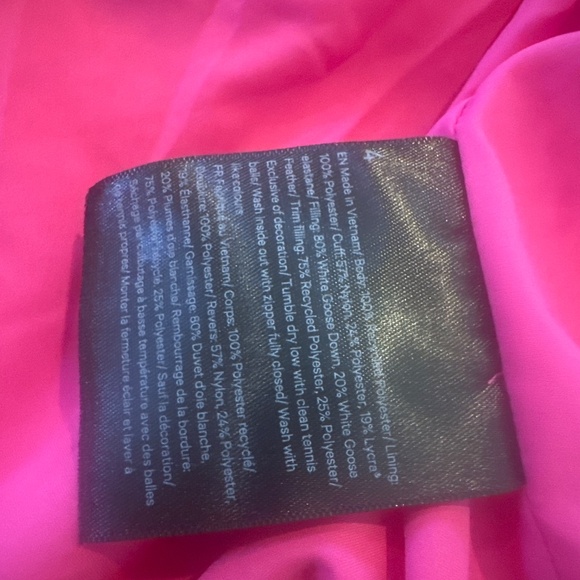 4
EN Made in Vietnam/ Body: 100% Recycled Polyester/ Lining:
100% Polyester/ Cuff: 57% Nylon, 24% Polyester, 19% Lycra®
elastane/ Filling: 80% White Goose Down, 20% White Goose
Feather/ Trim filling: 75% Recycled Polyester, 25% Polyester/
Exclusive of decoration/ Tumble dry low with clean tennis
balls/ Wash inside out with zipper fully closed/ Wash with
like colours
FR Fabriqué au Vietnam/ Corps: 100% Polyester recyclé/
Doublure: 100% Polyester/ Revers: 57% Nylon, 24% Polyester,
19% Élasthanne/ Garnissage: 80% Duvet d'oie blanche,
20% Plumes d'oie blanche/ Rembourrage de la bordure:
75% Polyester recyclé, 25% Polyester/ Sauf la décoration/
Séchage par culbutage à basse température avec des balles
de tennis propres/ Monter la fermeture éclair et laver à